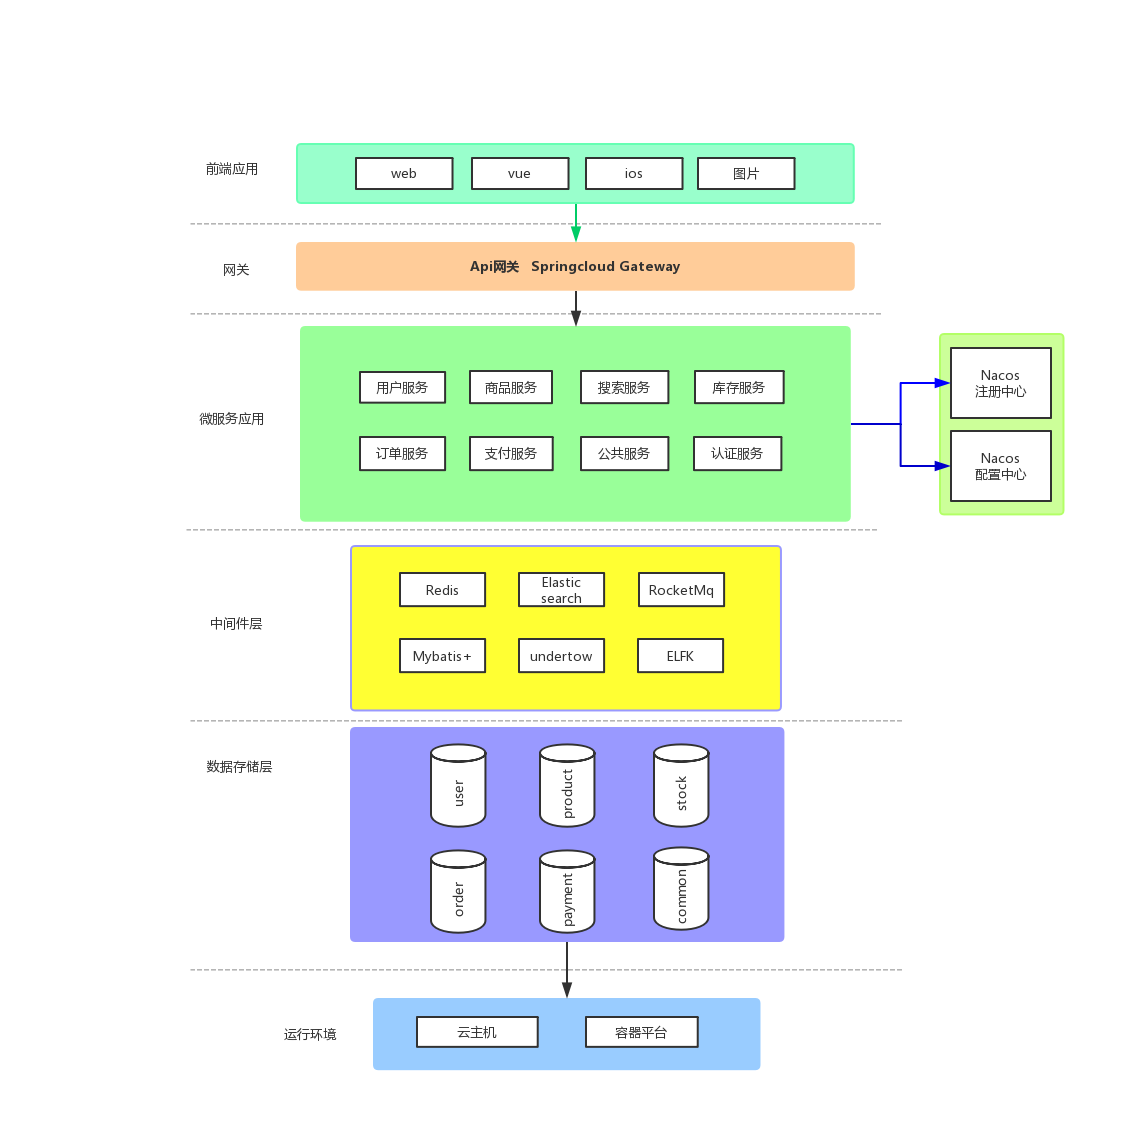 前端应用
web
vue
ios
图片
网关
Api网关 Springcloud Gateway
微服务应用
用户服务
商品服务
搜索服务
库存服务
订单服务
支付服务
公共服务
认证服务
Nacos
注册中心
Nacos
配置中心
中间件层
Redis
Elastic
search
RocketMq
Mybatis+
undertow
ELFK
数据存储层
user
product
stock
order
payment
common
运行环境
云主机
容器平台